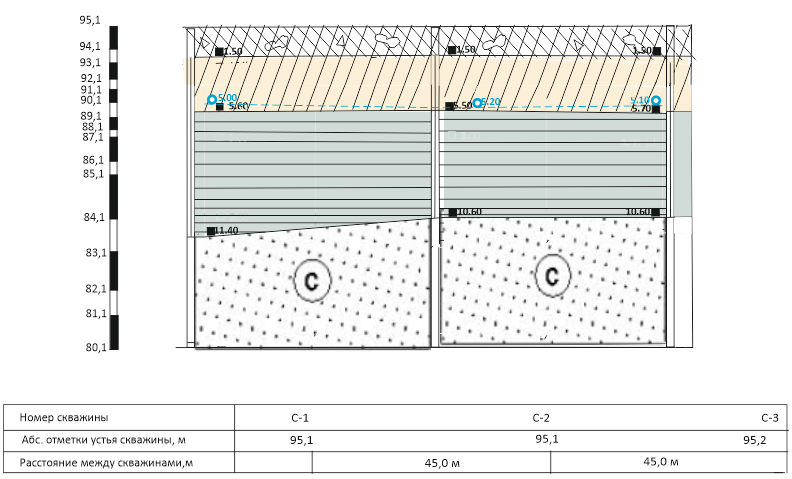 95,1
94,1
93,1
92,1
91,1
90,1
89,1
88,1
87,1
86,1
85,1
84,1
83,1
82,1
81,1
80,1
1.50 1.50 1.50
5.00 5.20 5.10
5.60 5.50 5.70
10.60 10.60
11.40
С С
Номер скважины С-1 С-2 С-3
Абс. отметки устья скважины, м 95,1 95,1 95,2
Расстояние между скважинами,м 45,0 м 45,0 м